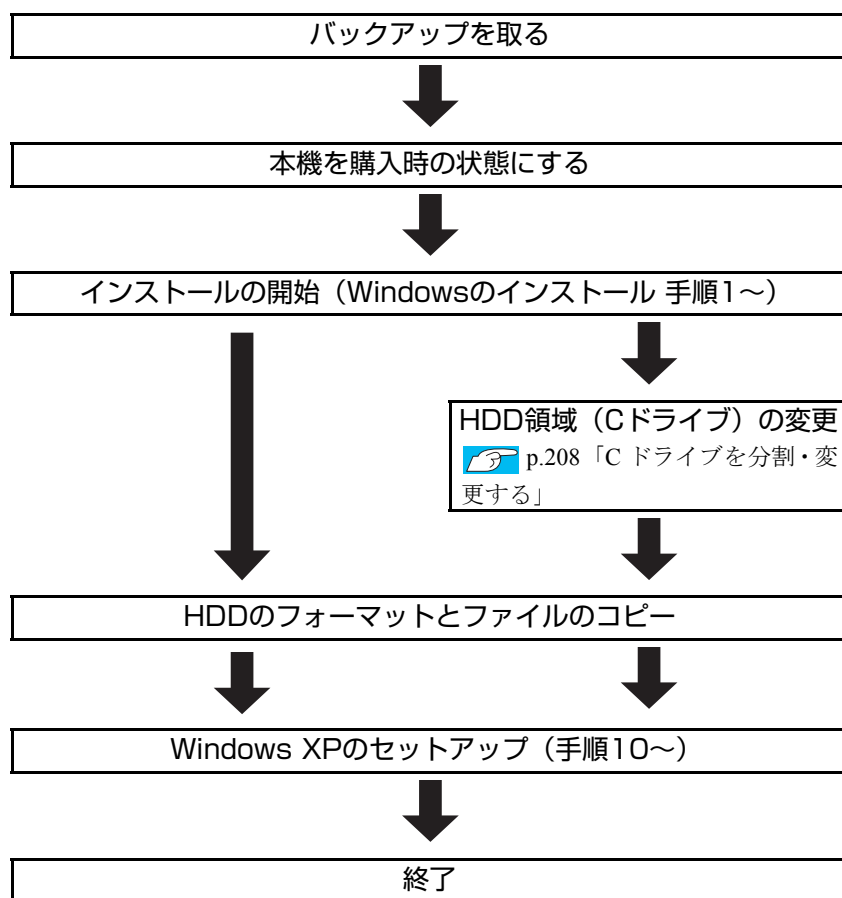 バックアップを取る
本機を購入時の状態にする
インストールの開始（Windowsのインストール 手順1～）
HDD領域（Cドライブ）の変更
p.208「C ドライブを分割・変
更する」
HDDのフォーマットとファイルのコピー
Windows XPのセットアップ（手順10～）
終了